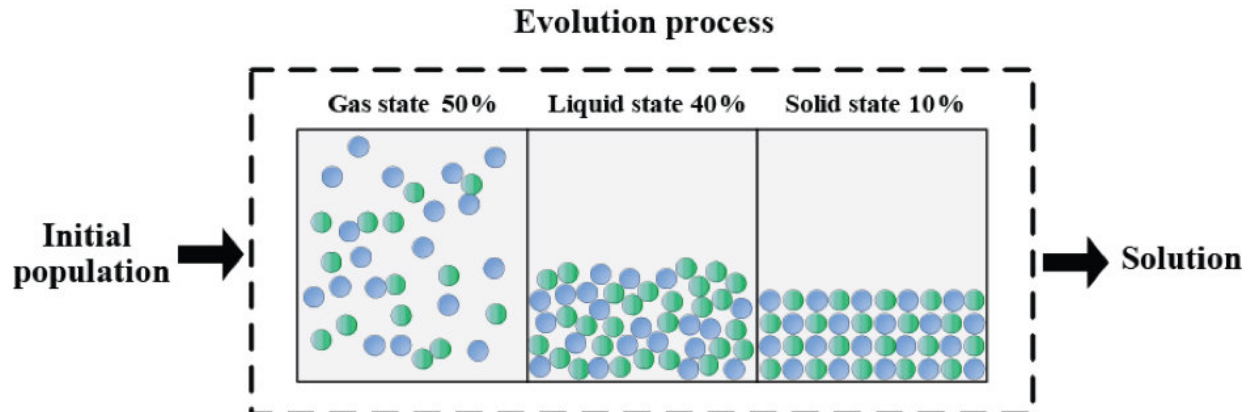 Evolution process
Gas state 50%
Liquid state 40%
Solid state 10%
Initial
population
Solution